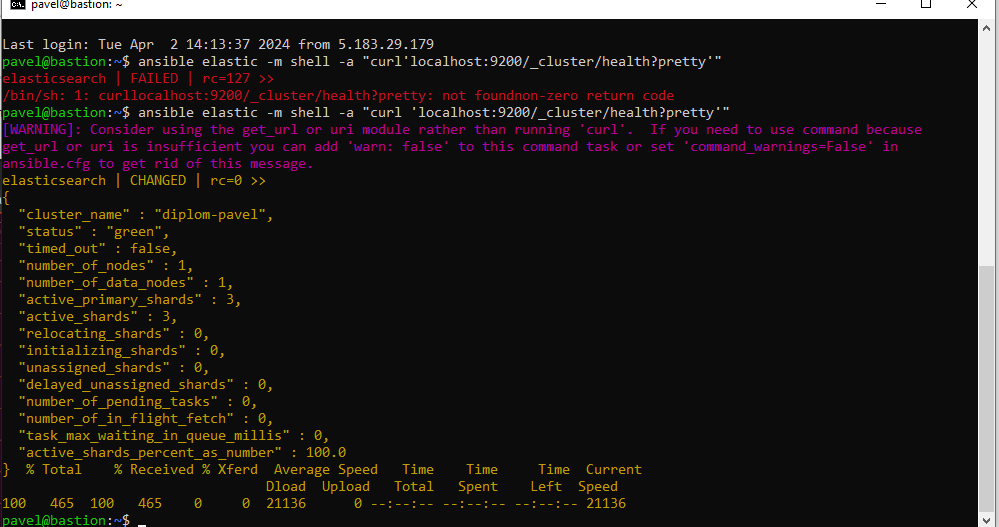 pavel@bastion: ~
Last login: Tue Apr  2 14:13:37 2024 from 5.183.29.179
pavel@bastion:~$ ansible elastic -m shell -a "curl'localhost:9200/_cluster/health?pretty'"
elasticsearch | FAILED | rc=127 >>
/bin/sh: 1: curllocalhost:9200/_cluster/health?pretty: not foundnon-zero return code
pavel@bastion:~$ ansible elastic -m shell -a "curl 'localhost:9200/_cluster/health?pretty'"
[WARNING]: Consider using the get_url or uri module rather than running 'curl'.  If you need to use command because
get_url or uri is insufficient you can add 'warn: false' to this command task or set 'command_warnings=False' in
ansible.cfg to get rid of this message.
elasticsearch | CHANGED | rc=0 >>
{
  "cluster_name" : "diplom-pavel",
  "status" : "green",
  "timed_out" : false,
  "number_of_nodes" : 1,
  "number_of_data_nodes" : 1,
  "active_primary_shards" : 3,
  "active_shards" : 3,
  "relocating_shards" : 0,
  "initializing_shards" : 0,
  "unassigned_shards" : 0,
  "delayed_unassigned_shards" : 0,
  "number_of_pending_tasks" : 0,
  "number_of_in_flight_fetch" : 0,
  "task_max_waiting_in_queue_millis" : 0,
  "active_shards_percent_as_number" : 100.0
}  % Total    % Received % Xferd  Average Speed   Time    Time     Time  Current
                                 Dload  Upload   Total   Spent    Left  Speed
100   465  100   465    0     0  21136      0 --:--:-- --:--:-- --:--:-- 21136
pavel@bastion:~$